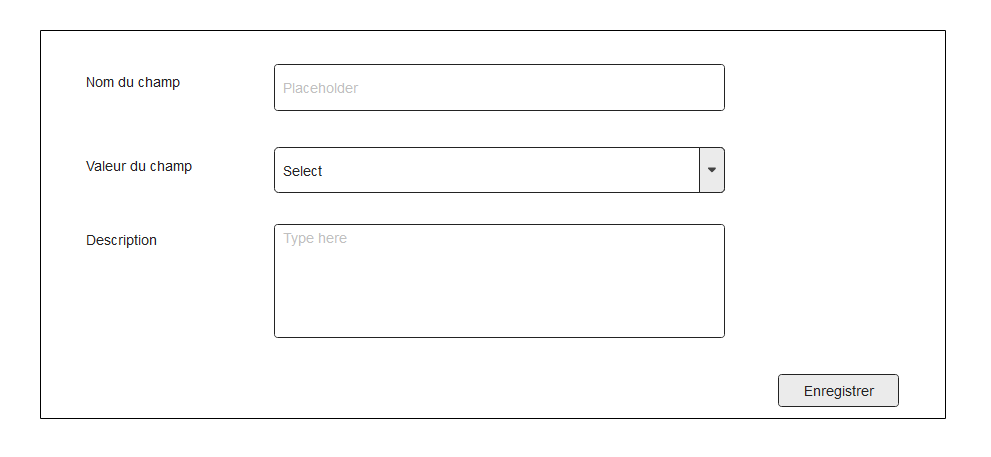 Nom du champ
Placeholder
Valeur du champ
Select
Description
Type here
Enregistrer